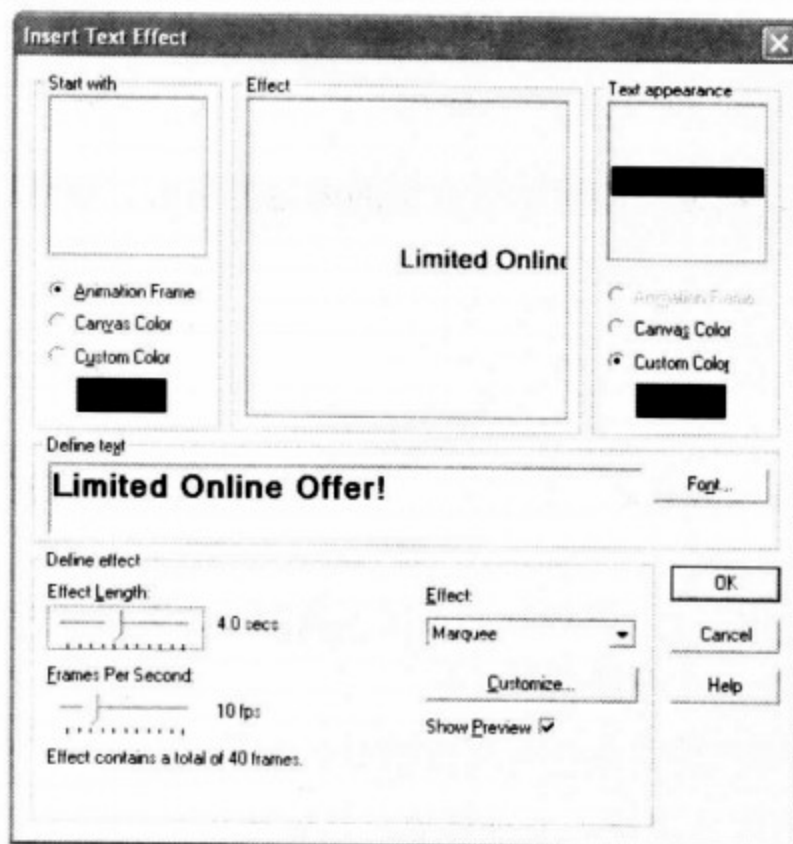 Insert Text Effect
Start with
Effect
Text appearance
Limited Onlin
Animation Frame
Canvas Color
Custom Color
Animation Frame
Canvas Color
Custom Color
Define text
Limited Online Offer!
Font...
Define effect
Effect Length:
4.0 secs
Frames Per Second:
10 fps
Effect contains a total of 40 frames.
Effect:
Marquee
Customize...
Show Preview
OK
Cancel
Help